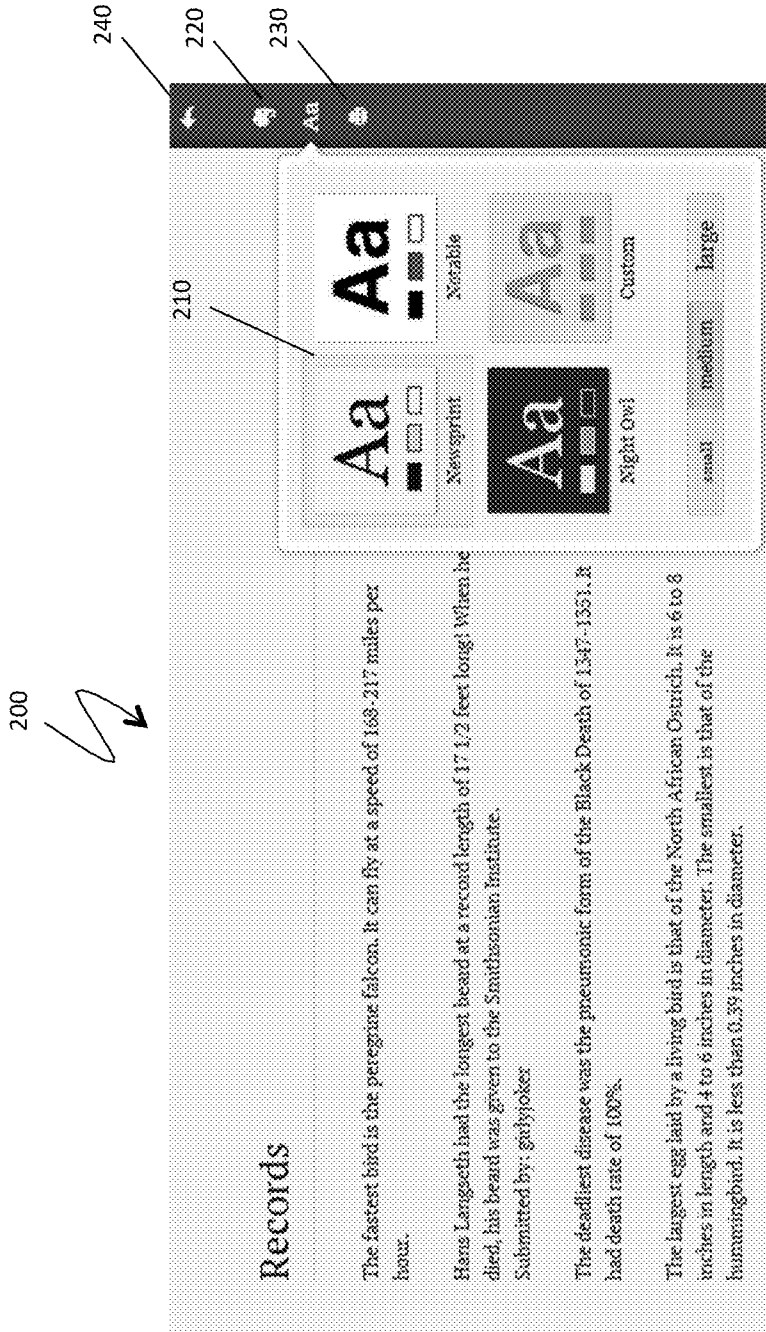 200
240
220
230
210
Records
The fastest bird is the peregrine falcon. It can fly at a speed of 168-217 miles per
hour.
Hans Langseth had the longest beard at a record length of 17 1/2 feet long! When he
died, his beard was given to the Smithsonian Institute.
Submitted by: girlyjoker
The deadliest disease was the pneumonic form of the Black Death of 1347-1351. It
had death rate of 100%.
The largest egg laid by a living bird is that of the North African Ostrich. It is 6 to 8
inches in length and 4 to 6 inches in diameter. The smallest is that of the
hummingbird. It is less than 0.39 inches in diameter.
Aa
Aa
Aa
Newsprint
Notable
Aa
Aa
Night Owl
Custom
small medium large